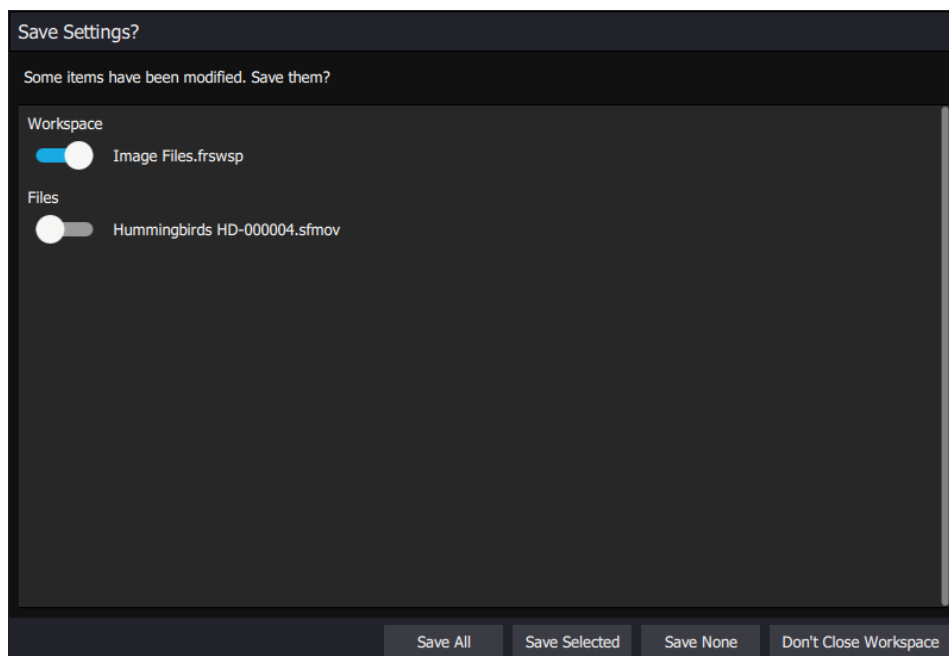 Save Settings?
Some items have been modified. Save them?
Workspace
Image Files.frswsp
Files
Hummingbirds HD-000004.sfmov
Save All
Save Selected
Save None
Don't Close Workspace